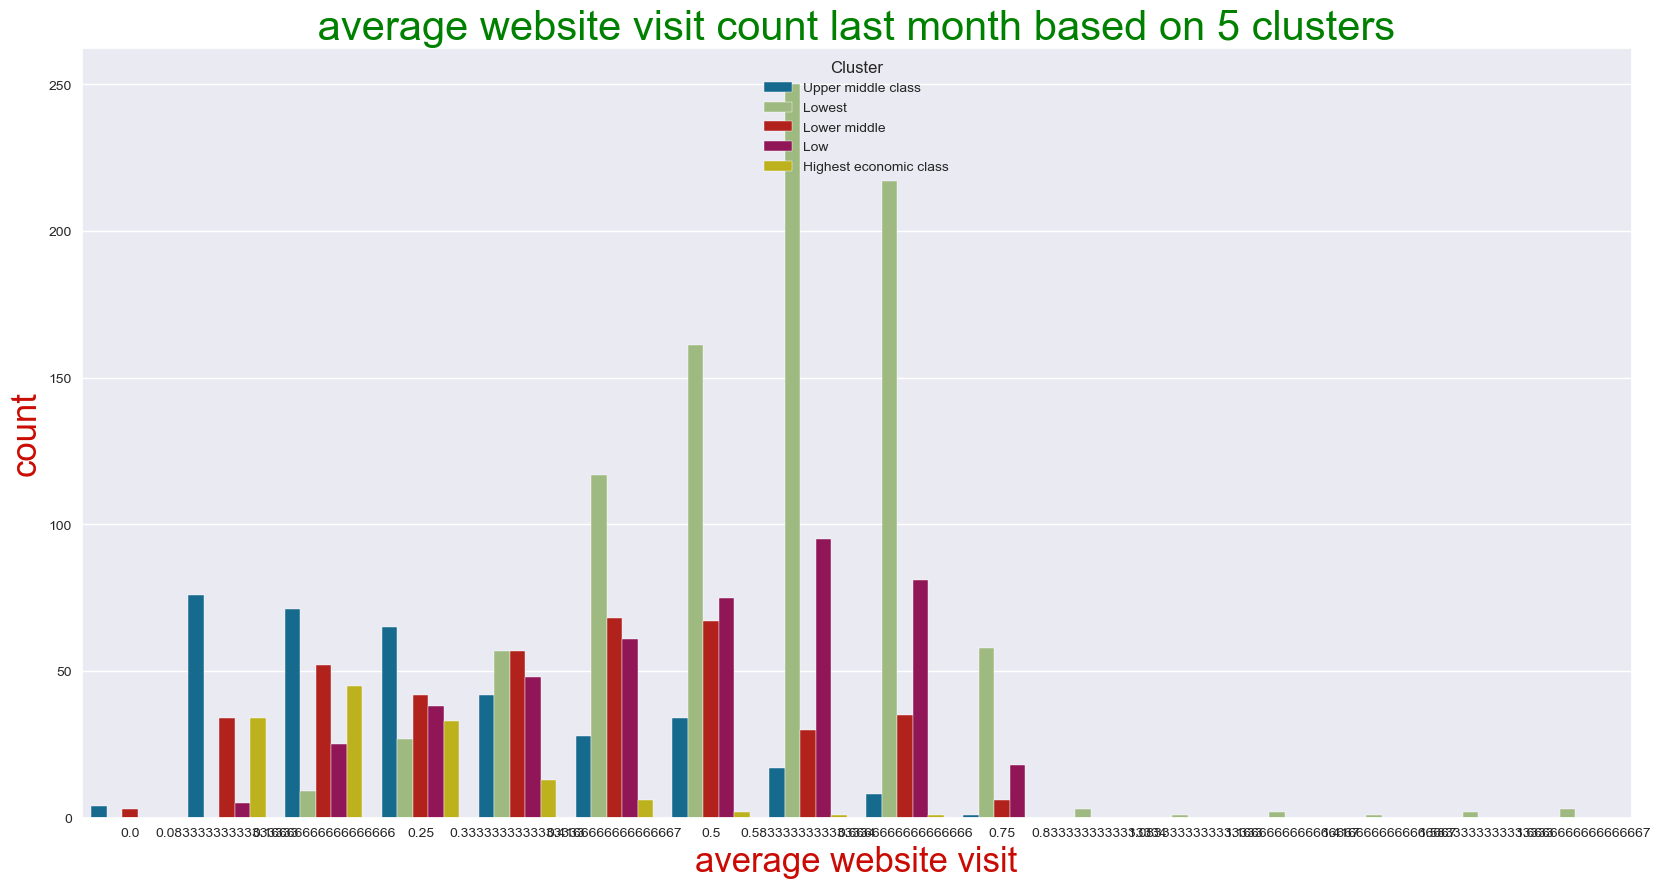 average website visit count last month based on 5 clusters
Cluster
Upper middle class
Lowest
Lower middle
Low
Highest economic class
250
200
150
100
50
0
count
0.0
0.25
0.5
0.75
average website visit